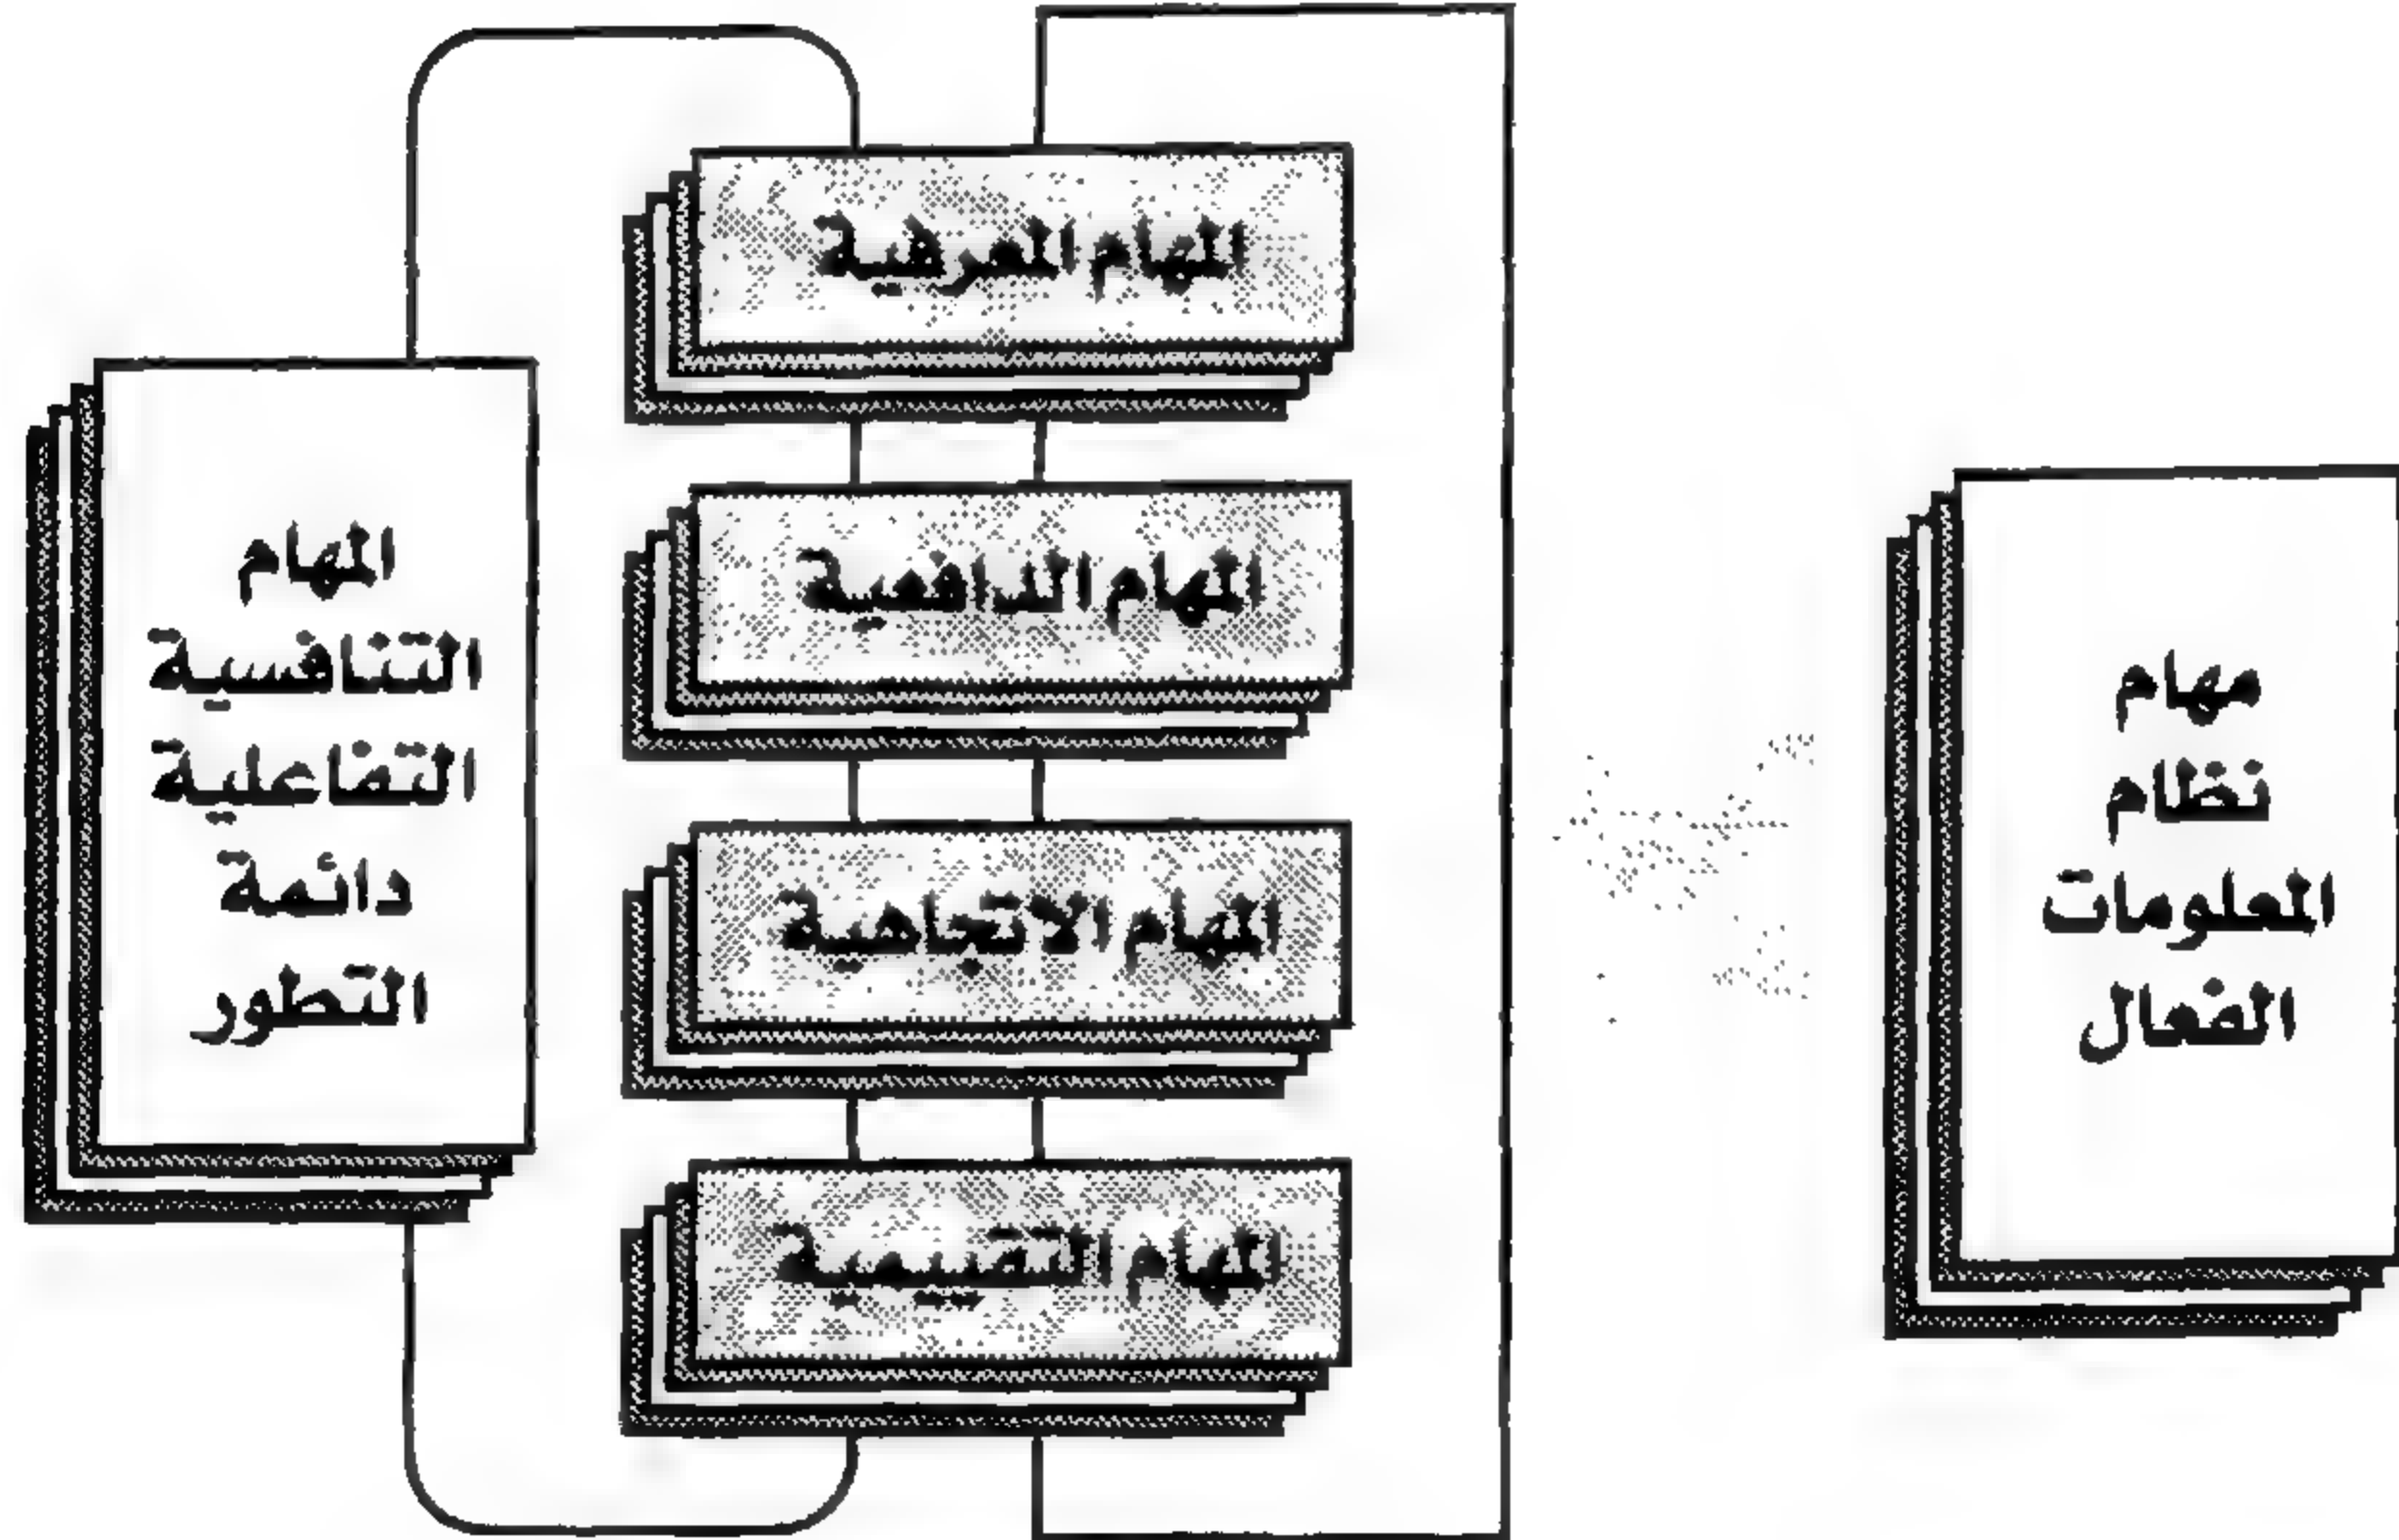 مهام
نظام
المعلومات
الفعال
المهام المعرفية
المهام الدافعية
المهام الاتجاهية
المهام التقييمية
المهام
التنافسية
التفاعلية
دائمة
التطور